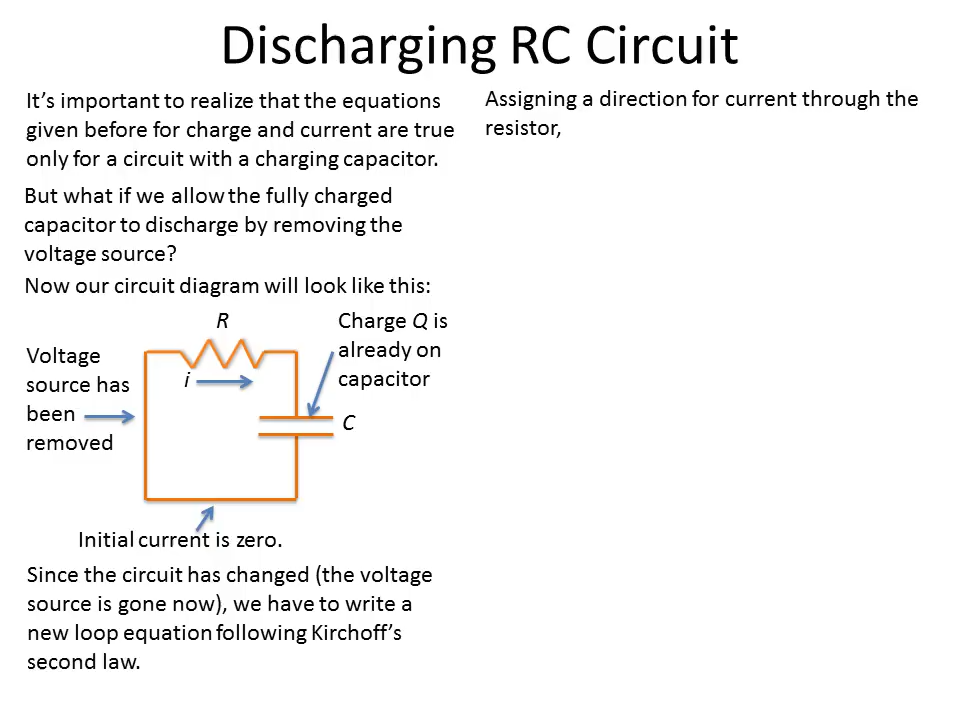 Discharging RC Circuit
It's important to realize that the equations
given before for charge and current are true
only for a circuit with a charging capacitor.
But what if we allow the fully charged
capacitor to discharge by removing the
voltage source?
Now our circuit diagram will look like this:
R
Charge Q is
already on
capacitor
Voltage
source has
been
removed
i
C
Initial current is zero.
Since the circuit has changed (the voltage
source is gone now), we have to write a
new loop equation following Kirchoff's
second law.
Assigning a direction for current through the
resistor,